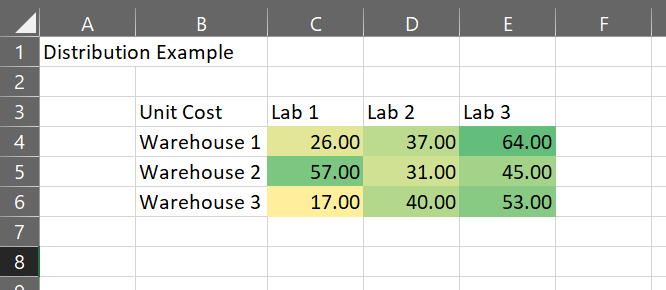 A B C D E F
1 Distribution Example
2
3 Unit Cost Lab 1 Lab 2 Lab 3
4 Warehouse 1 26.00 37.00 64.00
5 Warehouse 2 57.00 31.00 45.00
6 Warehouse 3 17.00 40.00 53.00
7
8